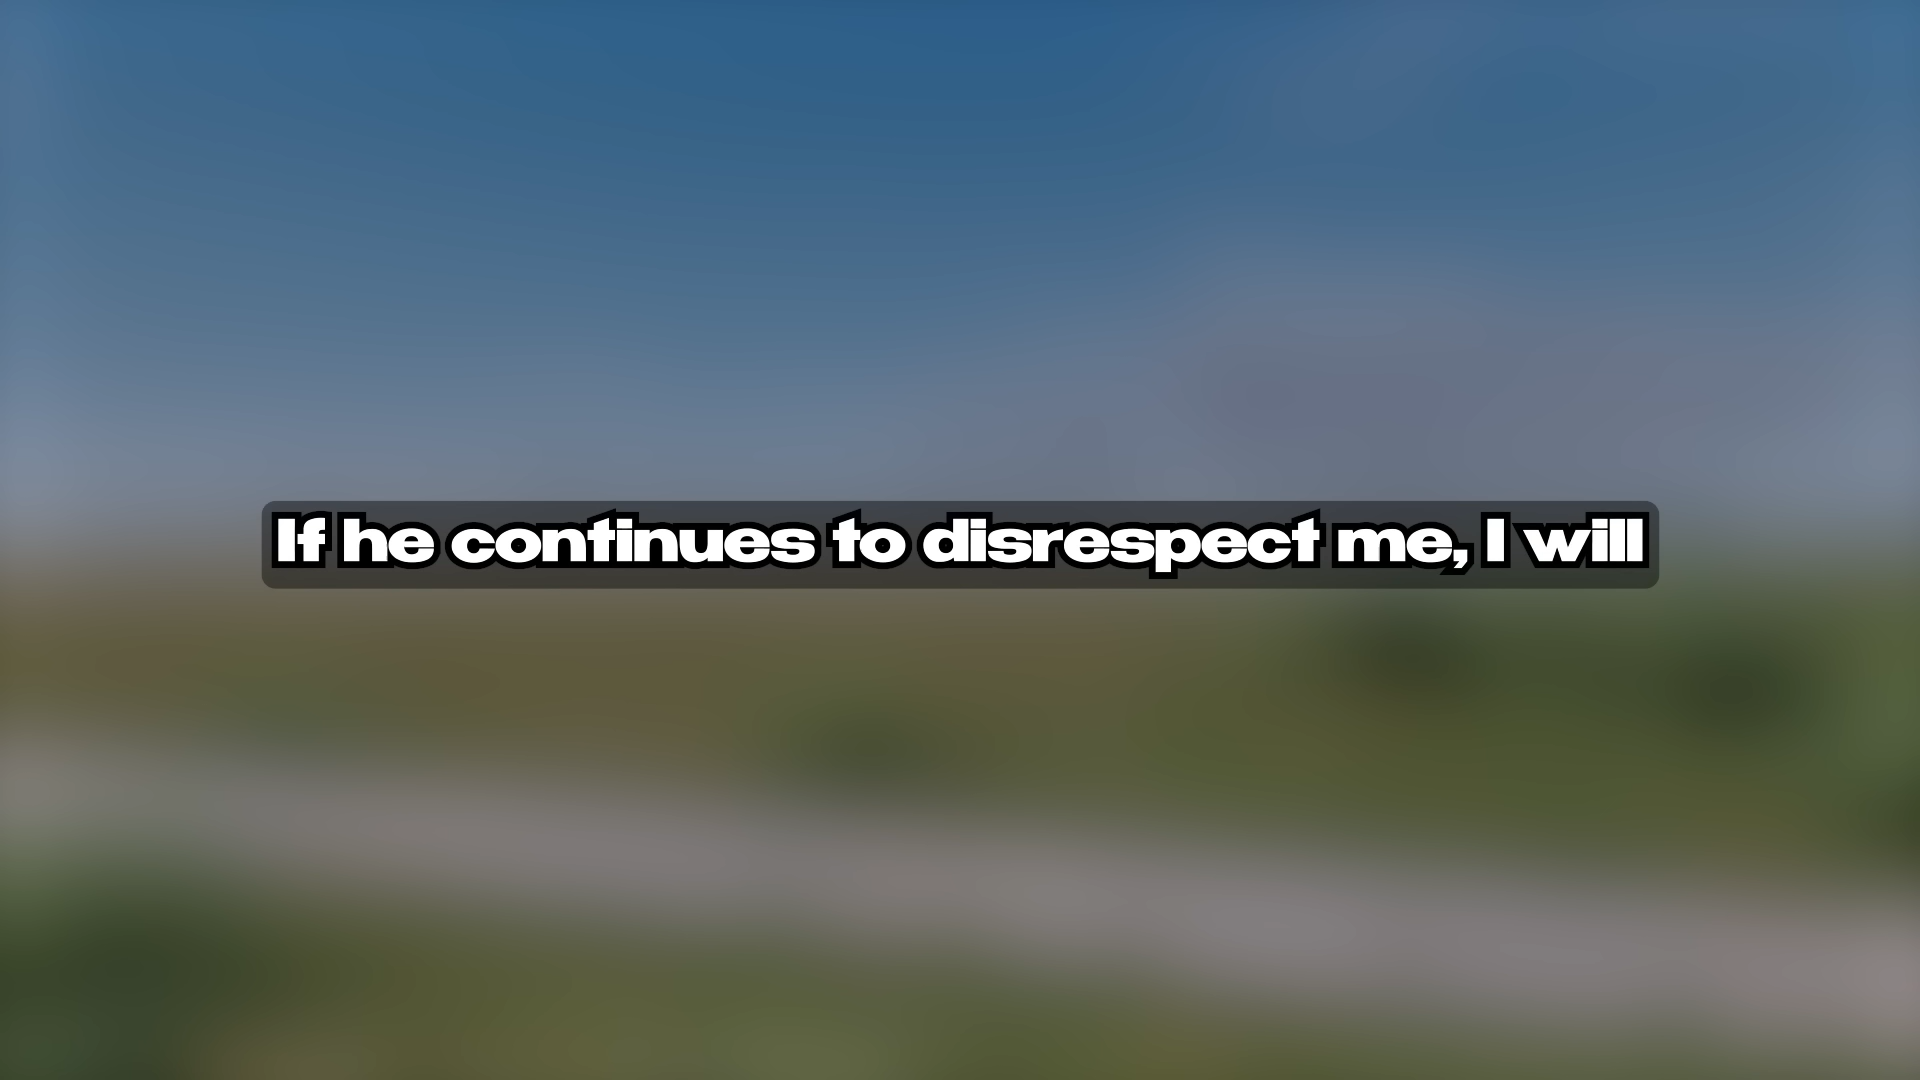 If he continues to disrespect me, I will